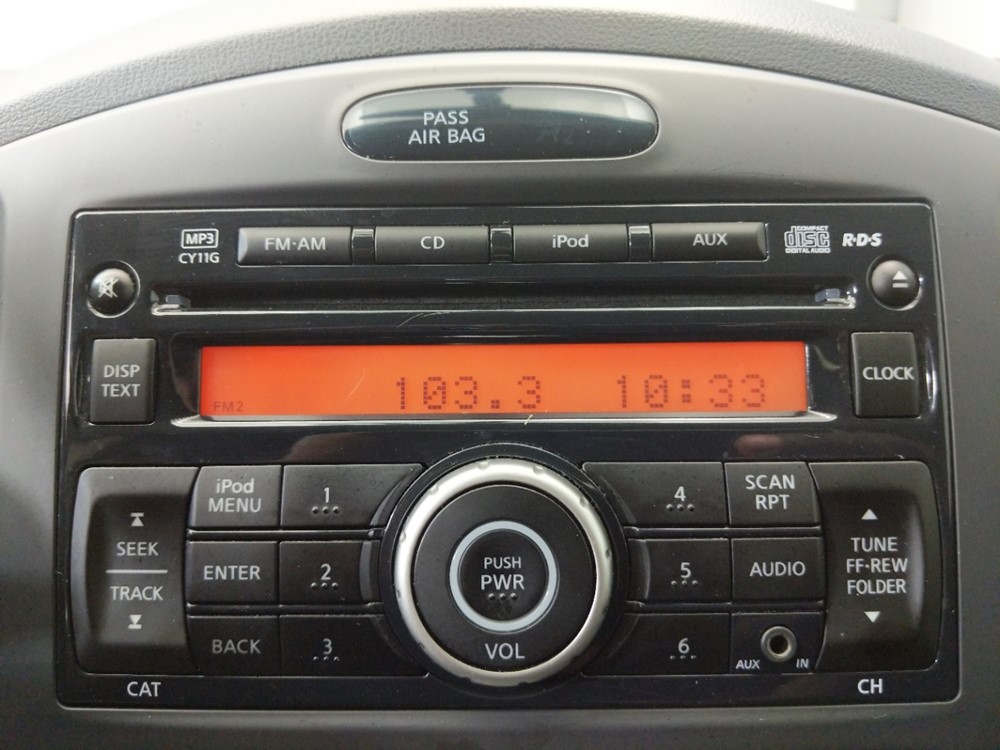 PASS
AIR BAG
MP3
CY11G
FM·AM
CD
iPod
AUX
COMPACT
disc
DIGITAL AUDIO
R·D·S
DISP
TEXT
FM2
103.3
10:33
CLOCK
SEEK
TRACK
iPod
MENU
ENTER
BACK
1
2
3
PUSH
PWR
VOL
4
5
6
SCAN
RPT
AUDIO
AUX
IN
TUNE
FF·REW
FOLDER
CAT
CH